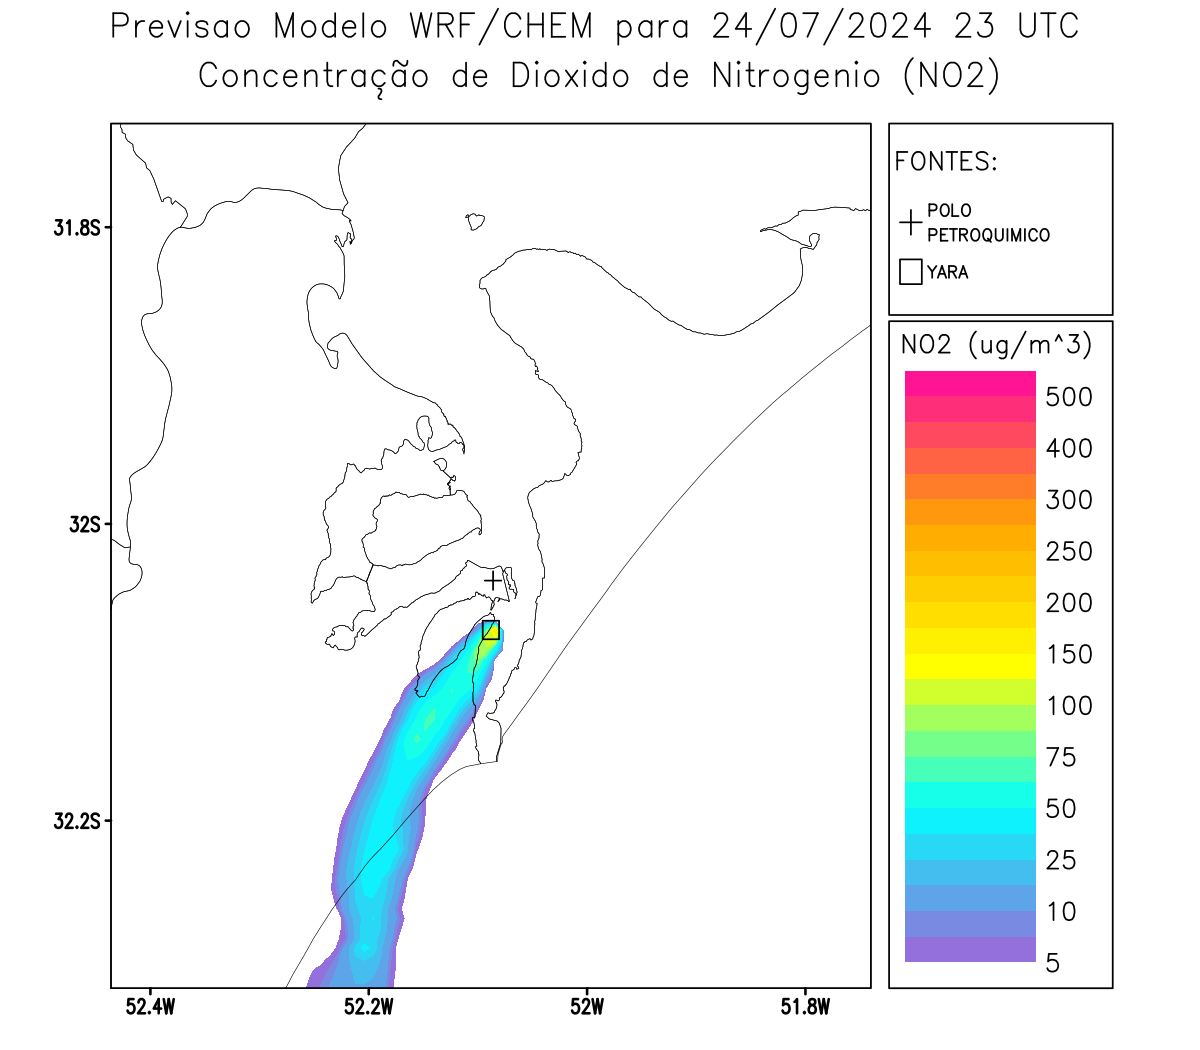 Previsao Modelo WRF/CHEM para 24/07/2024 23 UTC
Concentração de Dioxido de Nitrogenio (NO2)
FONTES:
POLO
PETROQUIMICO
YARA
NO2 (ug/m^3)
500
400
300
250
200
150
100
75
50
25
10
5
31.8S
32S
32.2S
52.4W
52.2W
52W
51.8W